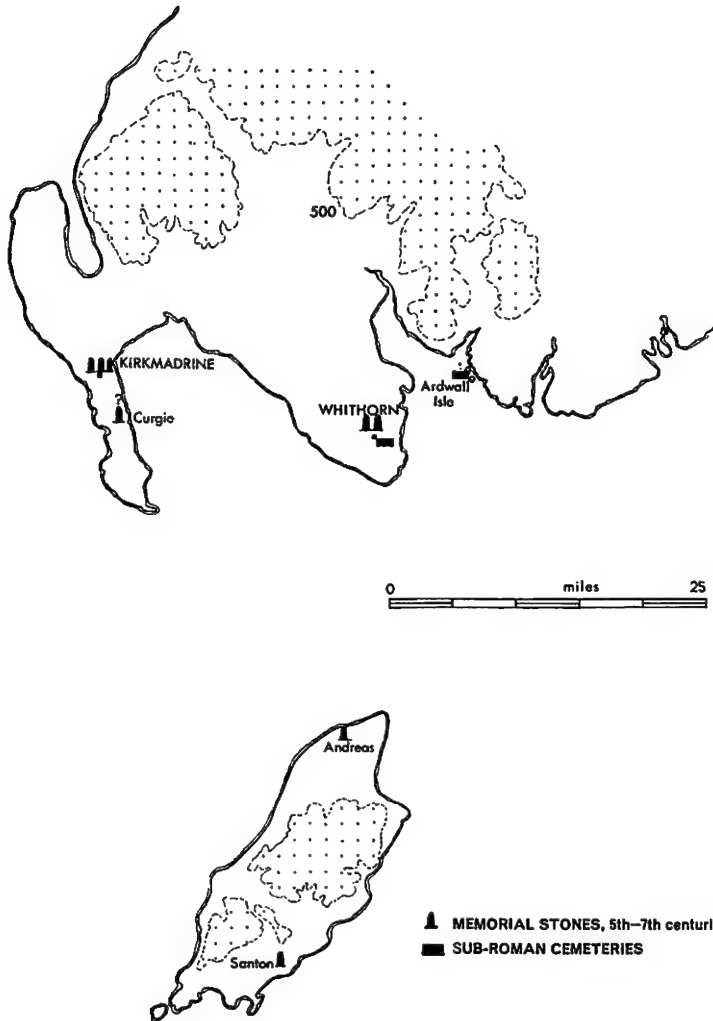 500
KIRKMADRINE
?
Curgie
WHITHORN
Ardwall
Isle
0 miles 25
Andreas
Santon
MEMORIAL STONES, 5th–7th centuri
SUB-ROMAN CEMETERIES